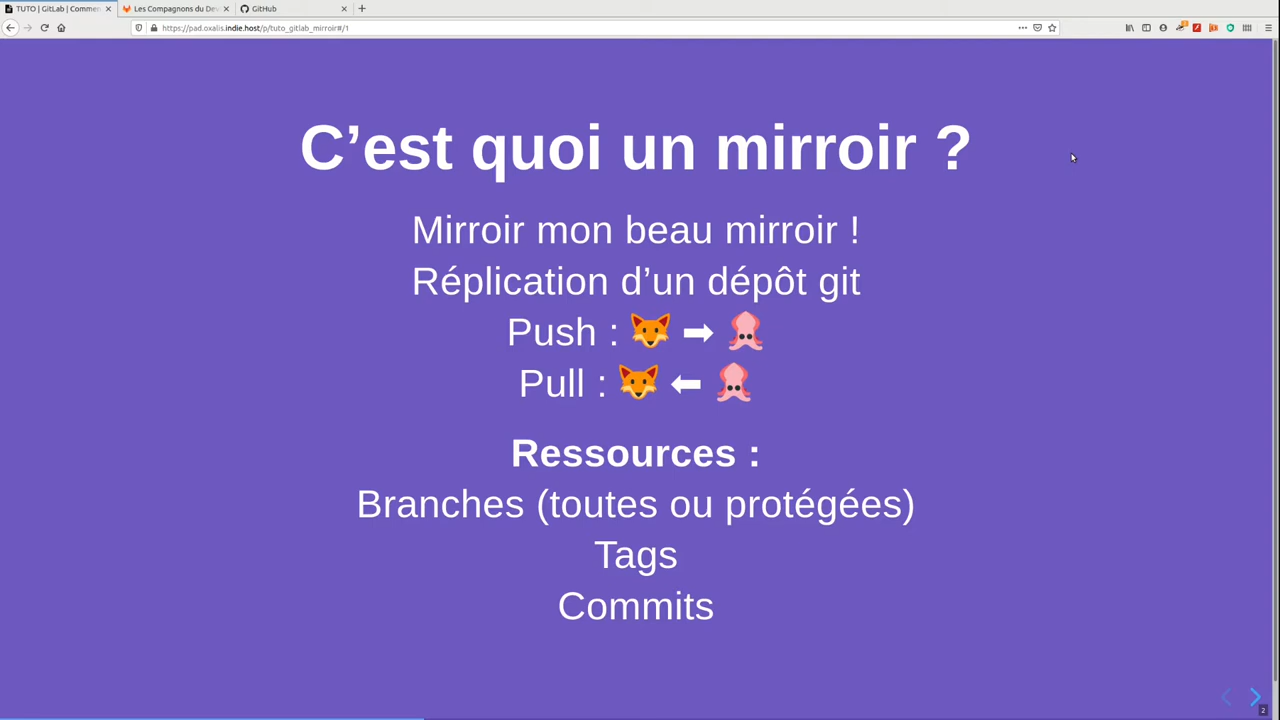 TUTO | GitLab | Commen
Les Compagnons du De
GitHub
https://pad.oxalis.indie.host/p/tuto_gitlab_mirroir#/1
C’est quoi un mirroir ?
Mirroir mon beau mirroir !
Réplication d’un dépôt git
Push : 🦊 ➡ 🦑
Pull : 🦊 ⬅ 🦑
Ressources :
Branches (toutes ou protégées)
Tags
Commits
2